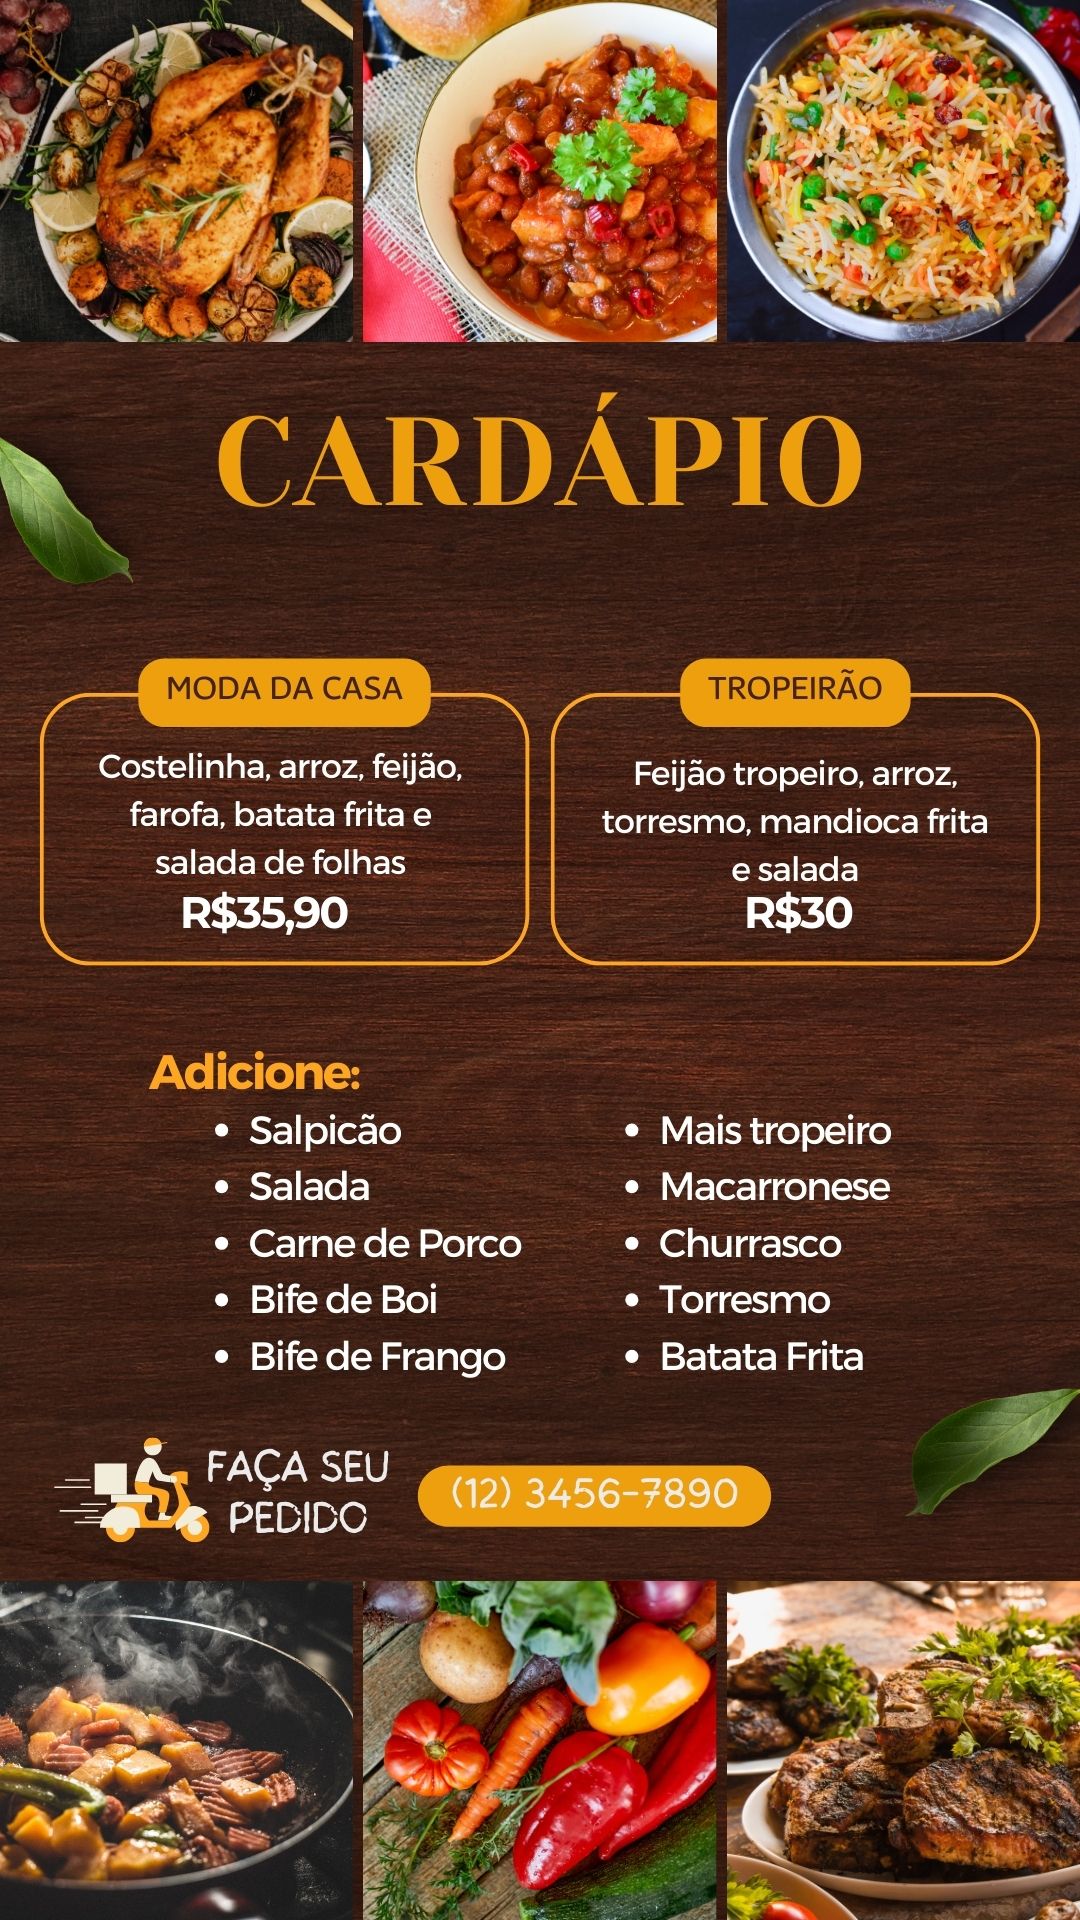 CARDÁPIO
MODA DA CASA
Costelinha, arroz, feijão,
farofa, batata frita e
salada de folhas
R$35,90
TROPEIRÃO
Feijão tropeiro, arroz,
torresmo, mandioca frita
e salada
R$30
Adicione:
• Salpicão
• Salada
• Carne de Porco
• Bife de Boi
• Bife de Frango
• Mais tropeiro
• Macarronese
• Churrasco
• Torresmo
• Batata Frita
FAÇA SEU
PEDIDO
(12) 3456-7890